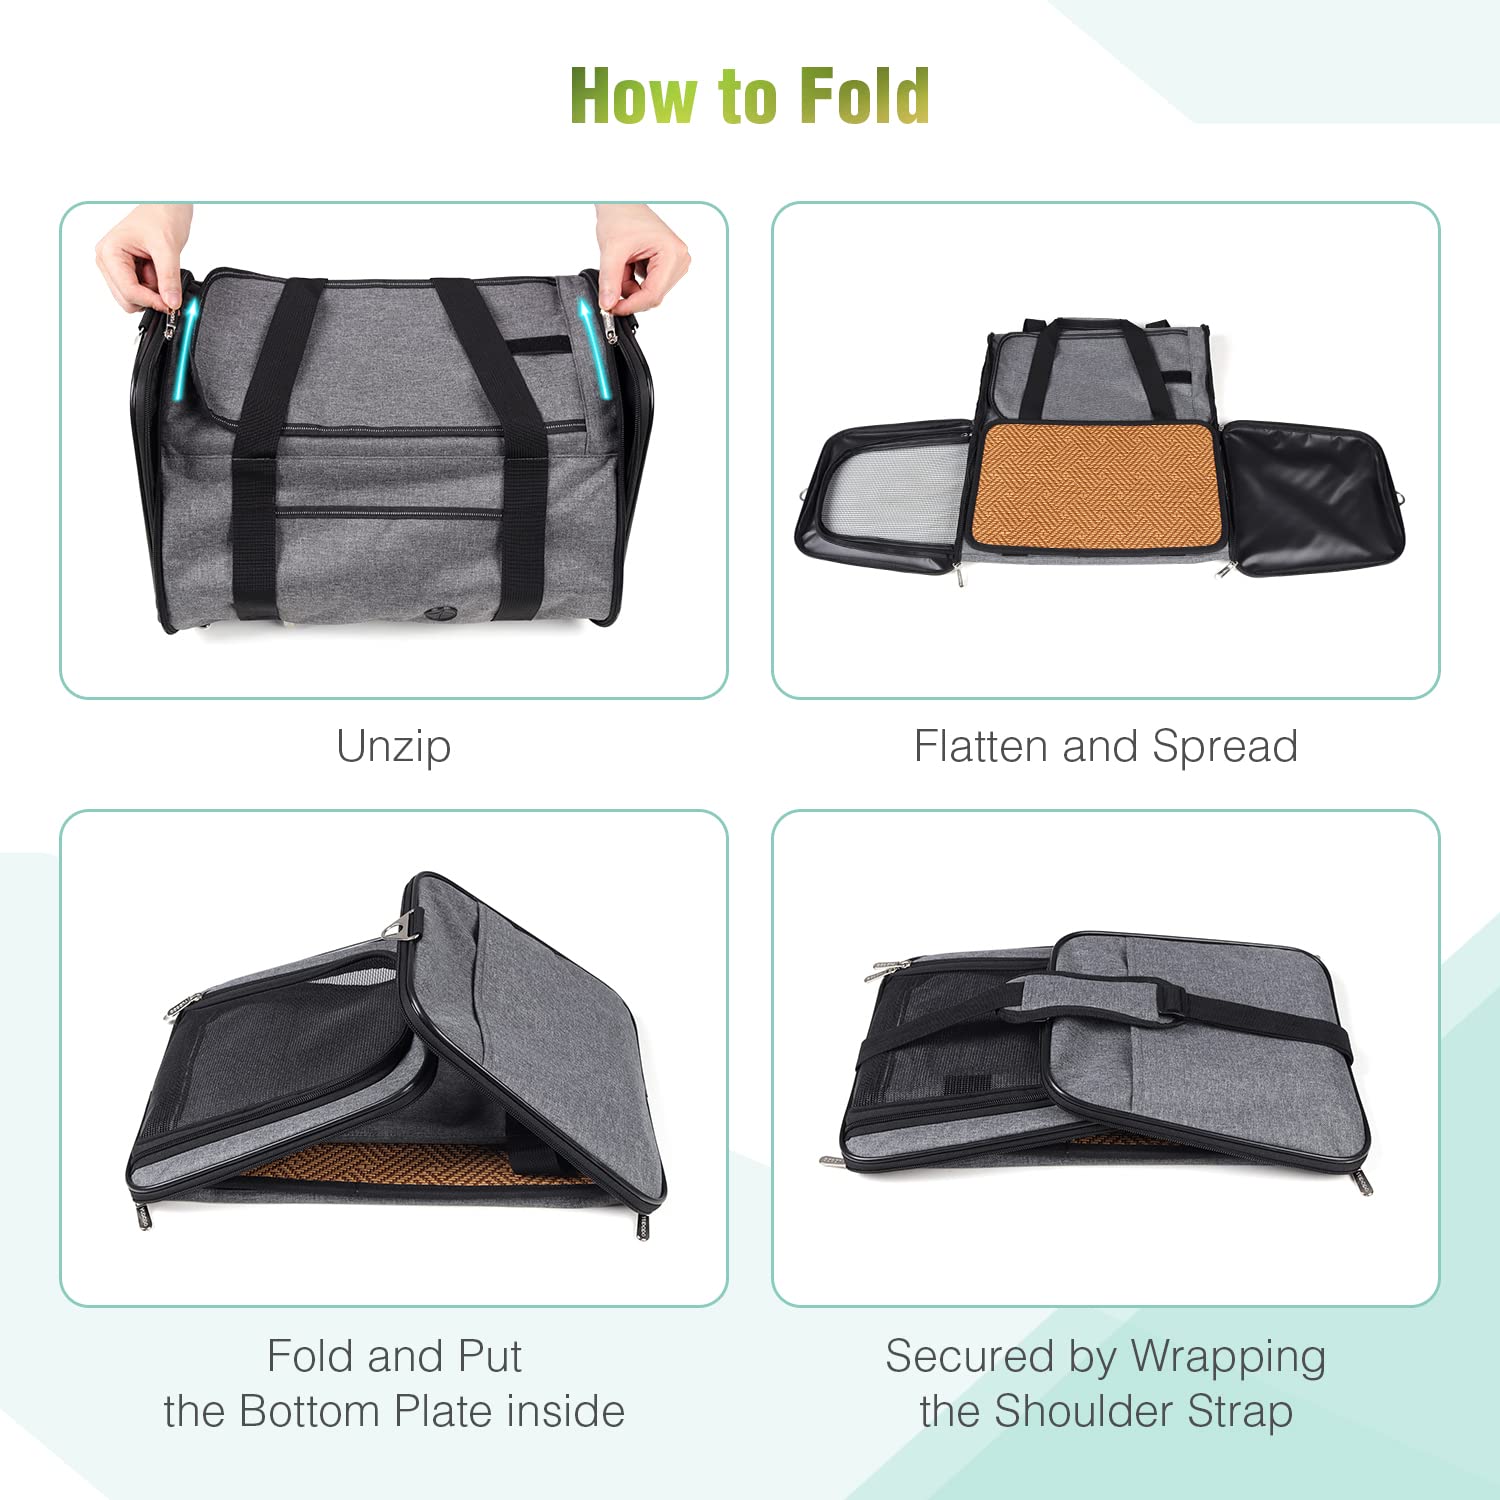 How to Fold
Unzip
Flatten and Spread
Fold and Put
the Bottom Plate inside
Secured by Wrapping
the Shoulder Strap